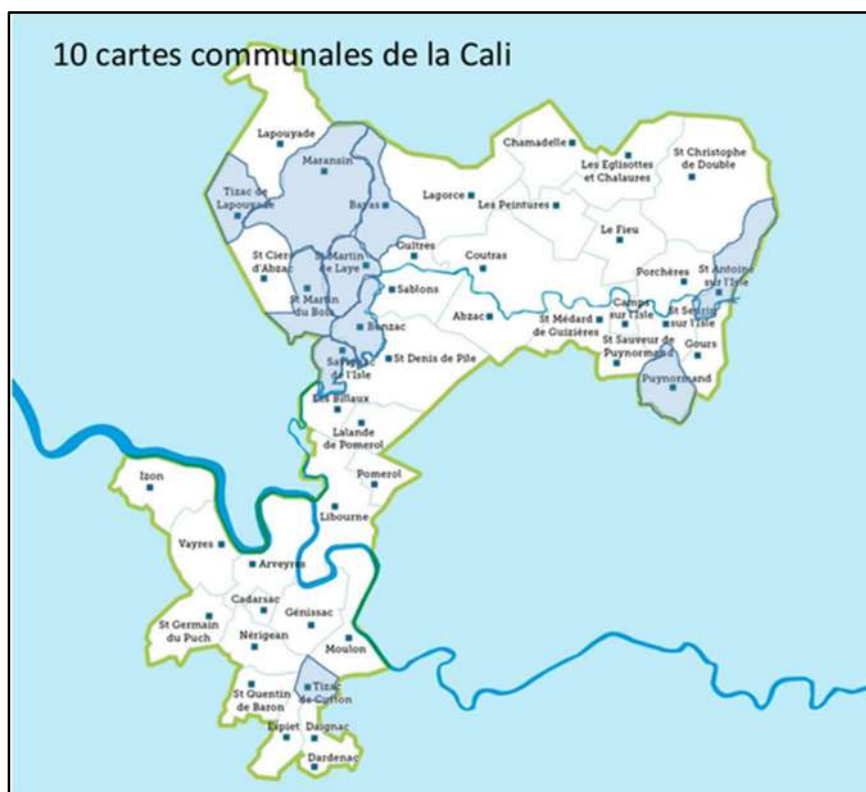 10 cartes communales de la Cali
Lapouyade
Chamadelle
St Christophe
de Double
Maransin
Les Eglisottes
et Chalaures
Tizac de
Lapouyade
Lagorce
Les Peintures
Bayas
Le Fieu
Guîtres
St Ciers
d'Abzac
St Martin
de Laye
Coutras
Porchères
St Antoine
sur l'Isle
St Martin
du Bois
Sablons
Camps
sur l'Isle
St Seurin
sur l'Isle
Abzac
St Médard
de Guizières
Bonzac
St Sauveur de
Puynormand
Gours
Savignac
de l'Isle
St Denis de Pile
Puynormand
Les Billaux
Lalande
de Pomerol
Izon
Pomerol
Libourne
Vayres
Arveyres
Cadarsac
Génissac
St Germain
du Puch
Nérigean
Moulon
St Quentin
de Baron
Tizac
de Curton
Espiet
Daignac
Dardenac